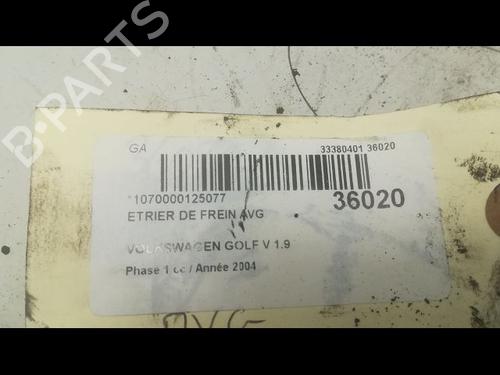 GA 33380401 36020
*1070000125077 36020
ETRIER DE FREIN AVG
VOLKSWAGEN GOLF V 1.9
Phase 1 cc / Année 2004
AVG
B-PARTS